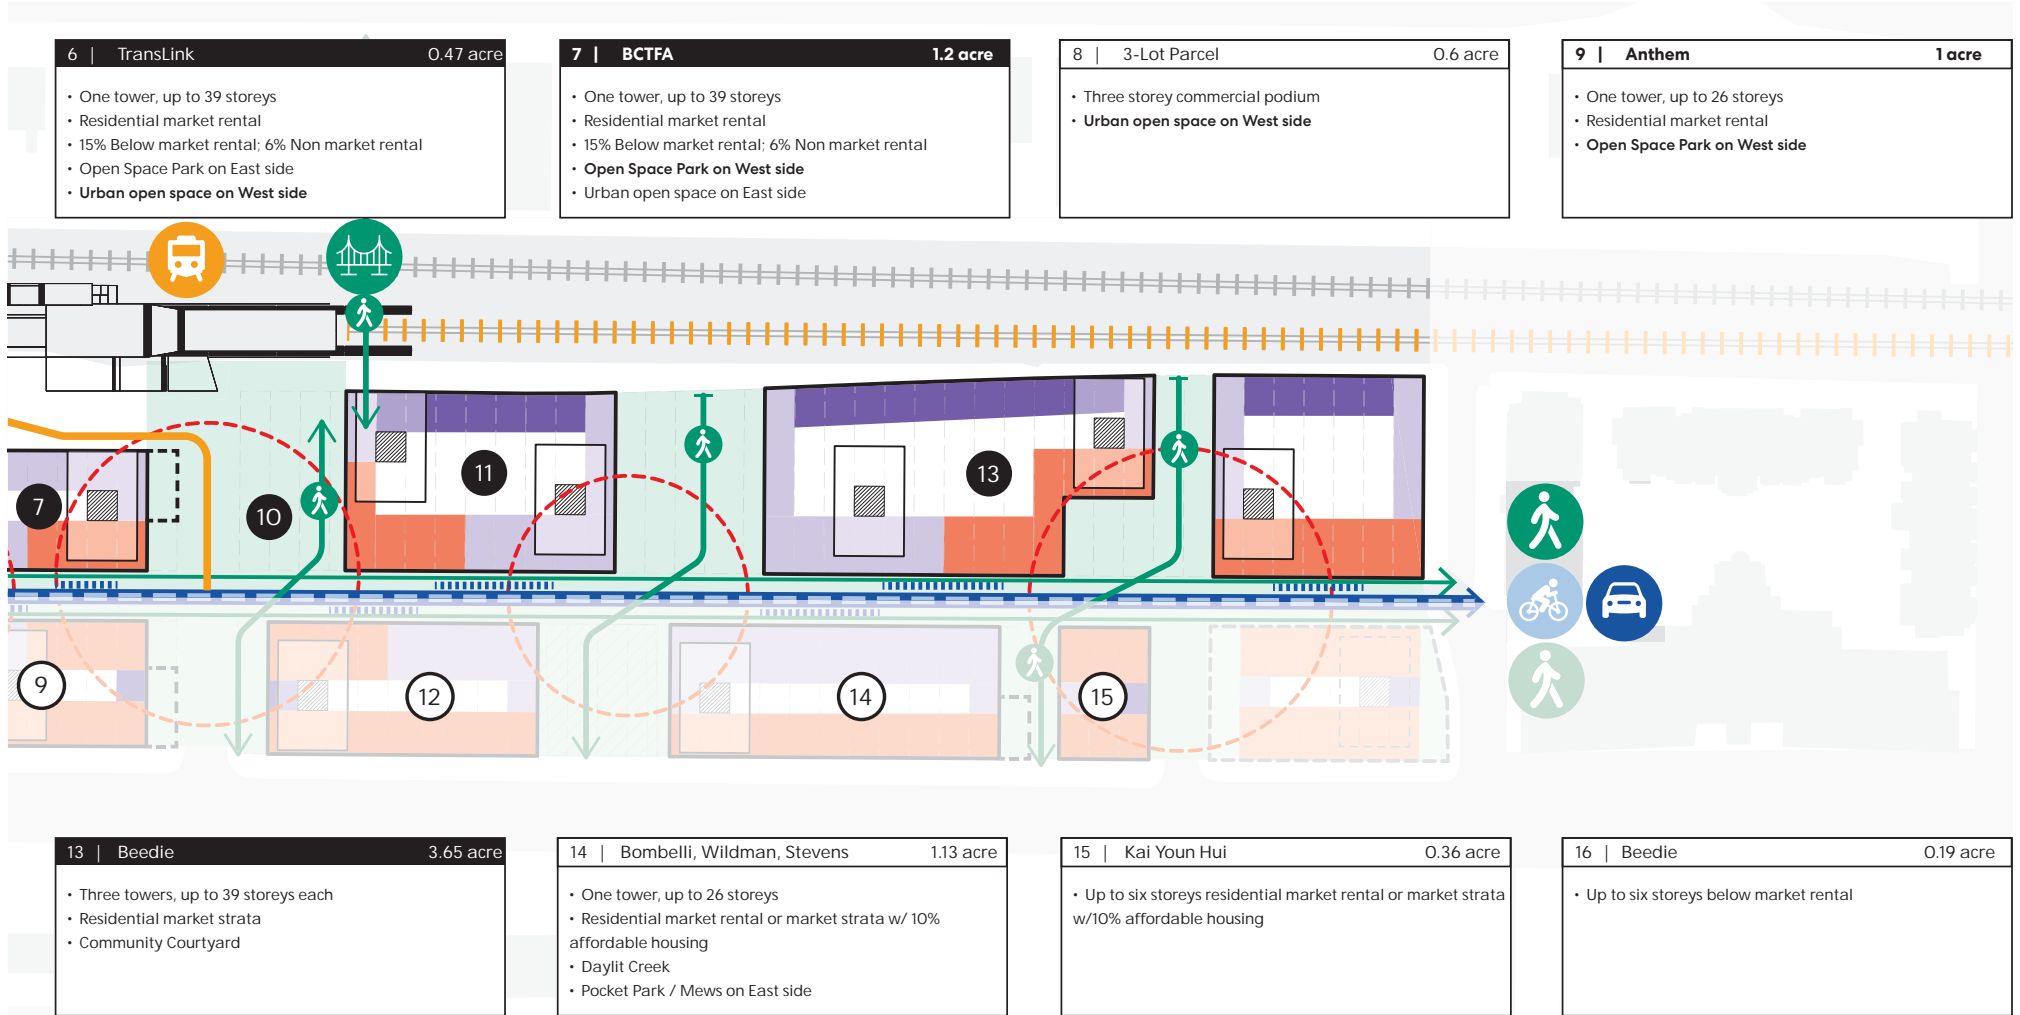 6 | TransLink 0.47 acre
• One tower, up to 39 storeys
• Residential market rental
• 15% Below market rental; 6% Non market rental
• Open Space Park on East side
• Urban open space on West side
7 | BCTFA 1.2 acre
• One tower, up to 39 storeys
• Residential market rental
• 15% Below market rental; 6% Non market rental
• Open Space Park on West side
• Urban open space on East side
8 | 3-Lot Parcel 0.6 acre
• Three storey commercial podium
• Urban open space on West side
9 | Anthem 1 acre
• One tower, up to 26 storeys
• Residential market rental
• Open Space Park on West side
7
10
11
13
9
12
14
15
13 | Beedie 3.65 acre
• Three towers, up to 39 storeys each
• Residential market strata
• Community Courtyard
14 | Bombelli, Wildman, Stevens 1.13 acre
• One tower, up to 26 storeys
• Residential market rental or market strata w/ 10%
affordable housing
• Daylit Creek
• Pocket Park / Mews on East side
15 | Kai Youn Hui 0.36 acre
• Up to six storeys residential market rental or market strata
w/10% affordable housing
16 | Beedie 0.19 acre
• Up to six storeys below market rental